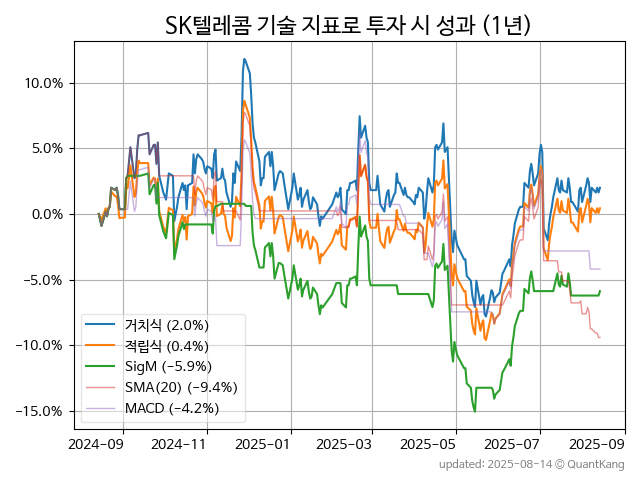 SK텔레콤 기술 지표로 투자 시 성과 (1년)
10.0%
5.0%
0.0%
−5.0%
−10.0%
−15.0%
거치식 (2.0%)
적립식 (0.4%)
SigM (−5.9%)
SMA(20) (−9.4%)
MACD (−4.2%)
2024-09 2024-11 2025-01 2025-03 2025-05 2025-07 2025-09
updated: 2025-08-14 © QuantKang